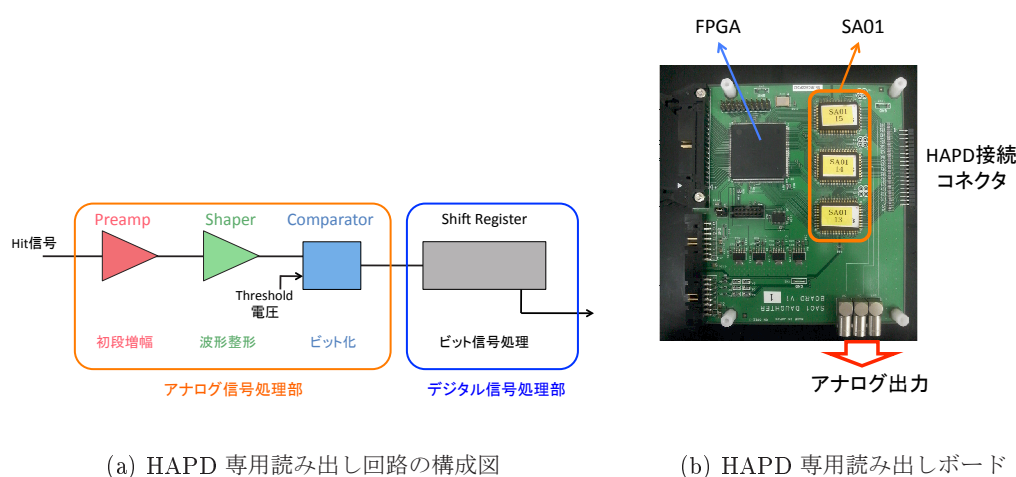 FPGA
SA01
HAPD接続
コネクタ
SA01
15
SA01
14
SA01
13
SA01 DAUGHTER
BOARD V1
1
アナログ出力
Preamp
Shaper
Comparator
Shift Register
Hit信号
Threshold
電圧
初段増幅
波形整形
ビット化
ビット信号処理
アナログ信号処理部
デジタル信号処理部
(a) HAPD 専用読み出し回路の構成図
(b) HAPD 専用読み出しボード